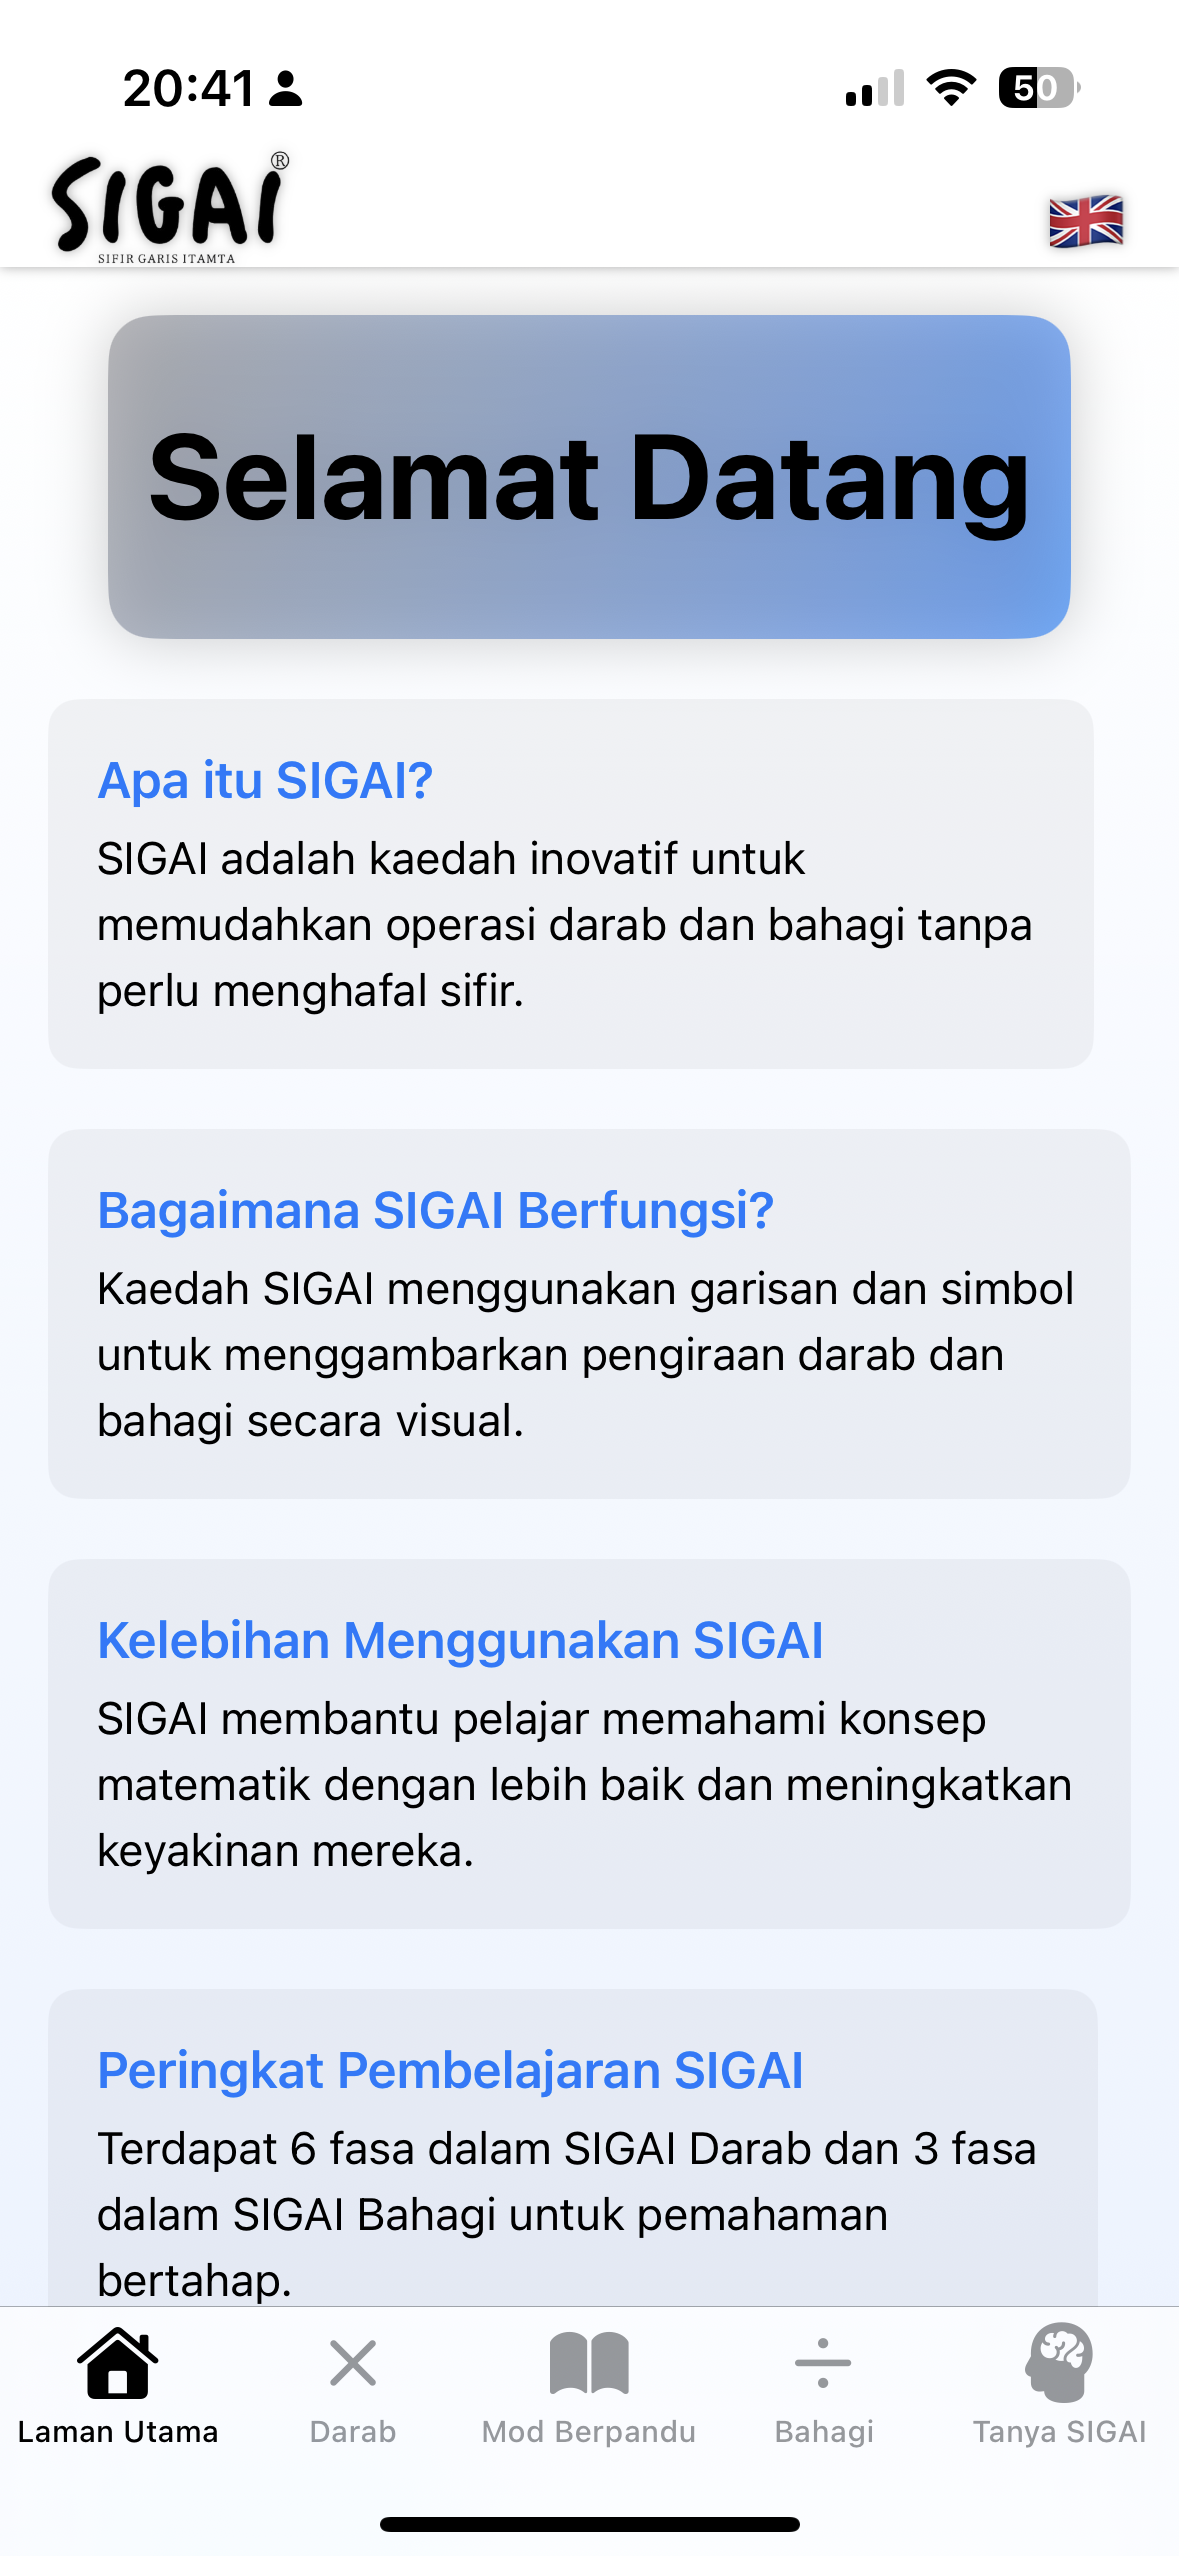 20:41
50
SIGAI®
SIFIR GARIS ITAMTA
Selamat Datang
Apa itu SIGAI?
SIGAI adalah kaedah inovatif untuk
memudahkan operasi darab dan bahagi tanpa
perlu menghafal sifir.
Bagaimana SIGAI Berfungsi?
Kaedah SIGAI menggunakan garisan dan simbol
untuk menggambarkan pengiraan darab dan
bahagi secara visual.
Kelebihan Menggunakan SIGAI
SIGAI membantu pelajar memahami konsep
matematik dengan lebih baik dan meningkatkan
keyakinan mereka.
Peringkat Pembelajaran SIGAI
Terdapat 6 fasa dalam SIGAI Darab dan 3 fasa
dalam SIGAI Bahagi untuk pemahaman
bertahap.
Laman Utama
Darab
Mod Berpandu
Bahagi
Tanya SIGAI